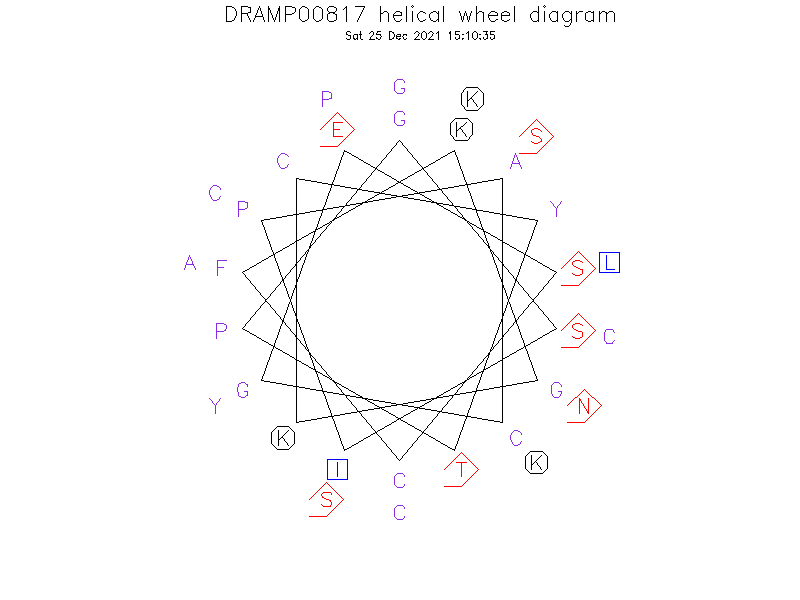 DRAMP00817 helical wheel diagram
Sat 25 Dec 2021 15:10:35
G
P K
G
E K
S
C A
C
P Y
A F S L
P S C
G G
Y N
K C
I T K
C
S
C